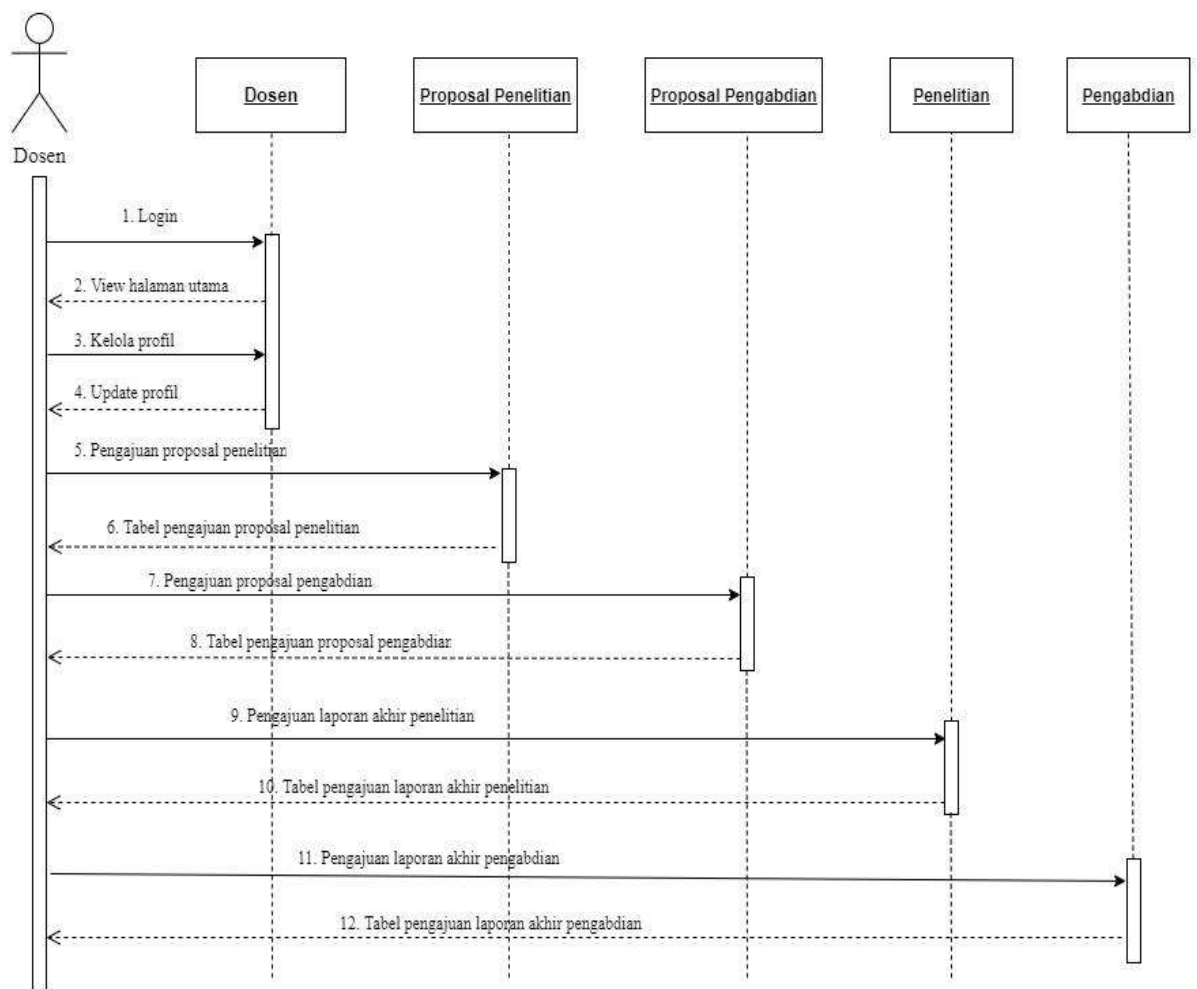 Dosen
Proposal Penelitian
Proposal Pengabdian
Penelitian
Pengabdian
Dosen
1. Login
2. View halaman utama
3. Kelola profil
4. Update profil
5. Pengajuan proposal penelitian
6. Tabel pengajuan proposal penelitian
7. Pengajuan proposal pengabdian
8. Tabel pengajuan proposal pengabdian
9. Pengajuan laporan akhir penelitian
10. Tabel pengajuan laporan akhir penelitian
11. Pengajuan laporan akhir pengabdian
12. Tabel pengajuan laporan akhir pengabdian